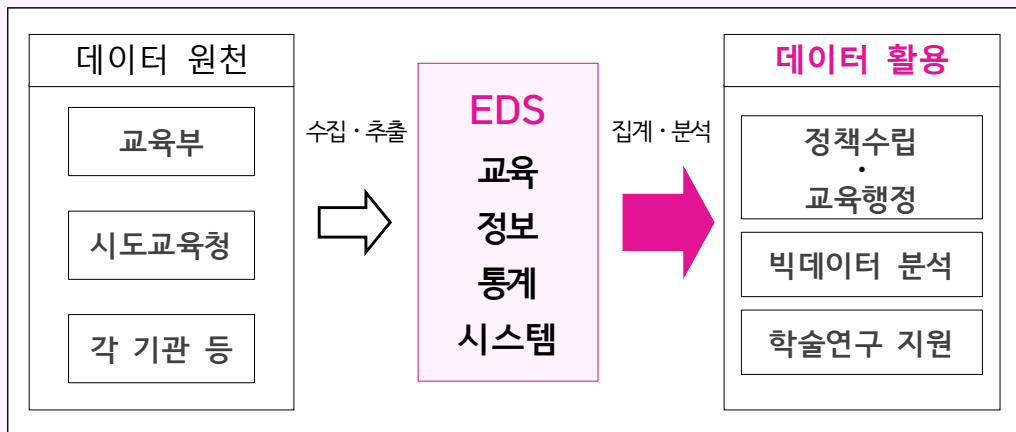 데이터 원천
교육부
시도교육청
각 기관 등
수집·추출
EDS
교육
정보
통계
시스템
집계·분석
데이터 활용
정책수립
·
교육행정
빅데이터 분석
학술연구 지원